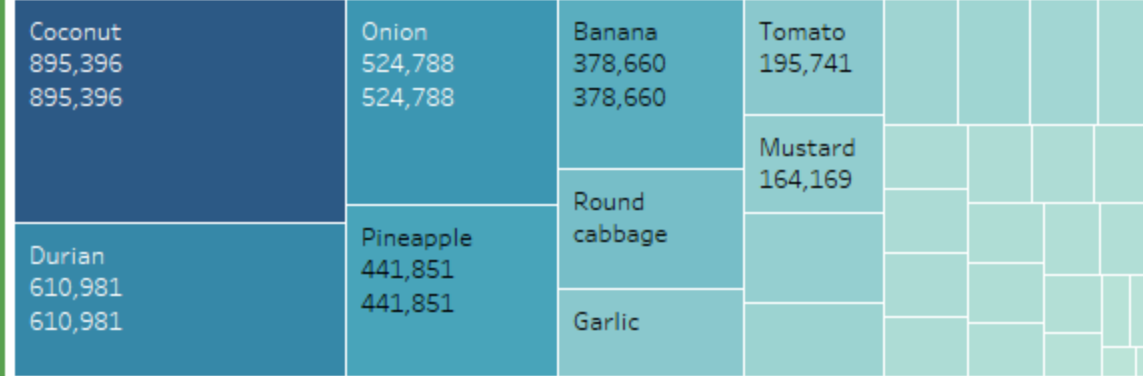 Coconut
895,396
895,396
Durian
610,981
610,981
Onion
524,788
524,788
Pineapple
441,851
441,851
Banana
378,660
378,660
Round
cabbage
Garlic
Tomato
195,741
Mustard
164,169